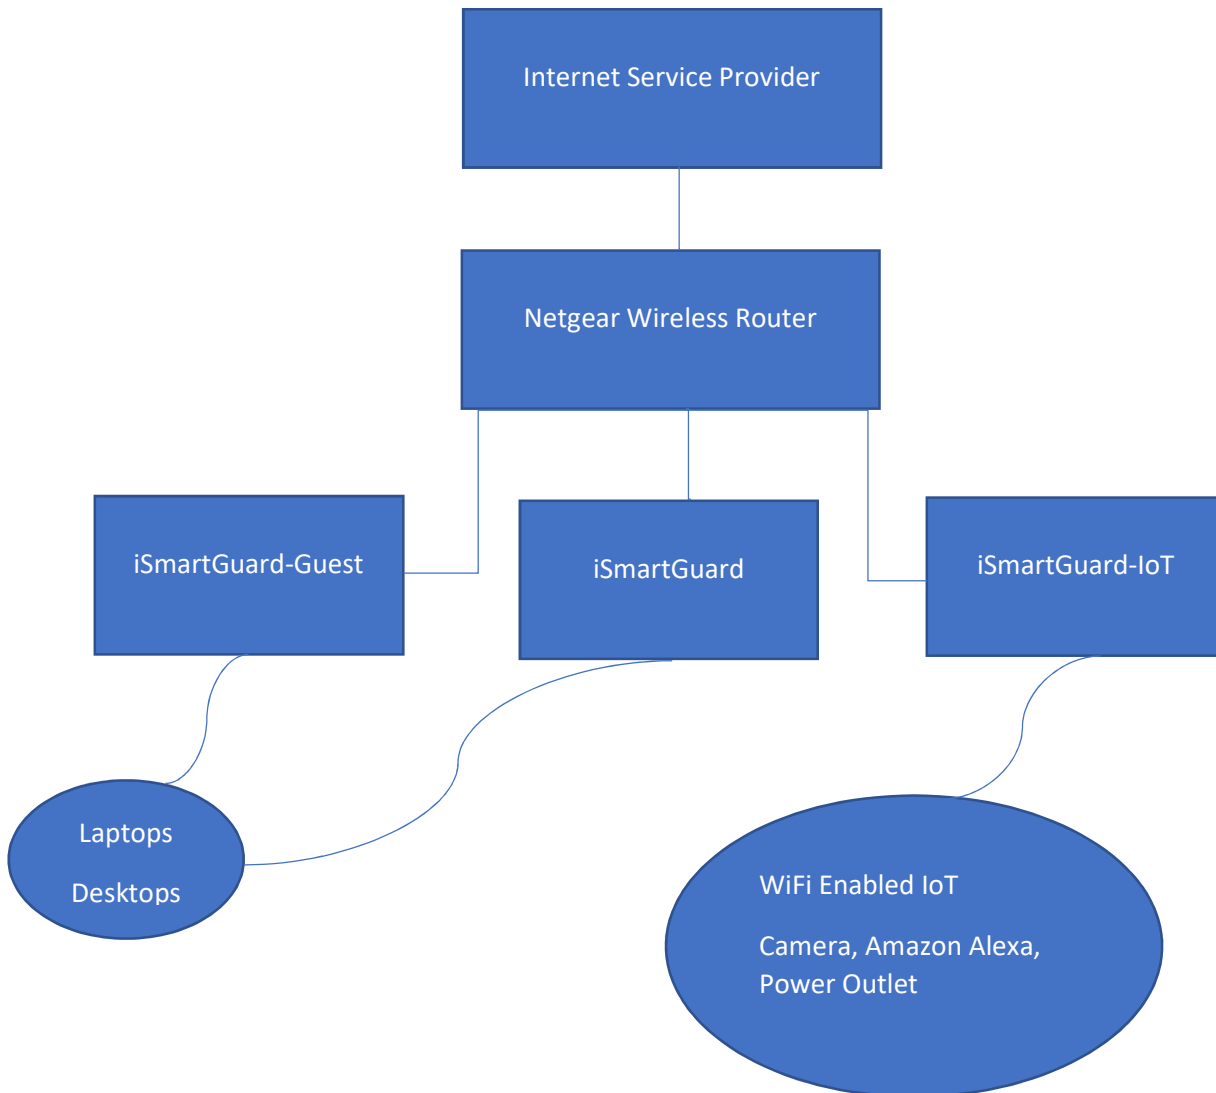 Internet Service Provider
Netgear Wireless Router
iSmartGuard-Guest
iSmartGuard
iSmartGuard-IoT
Laptops
Desktops
WiFi Enabled IoT
Camera, Amazon Alexa,
Power Outlet